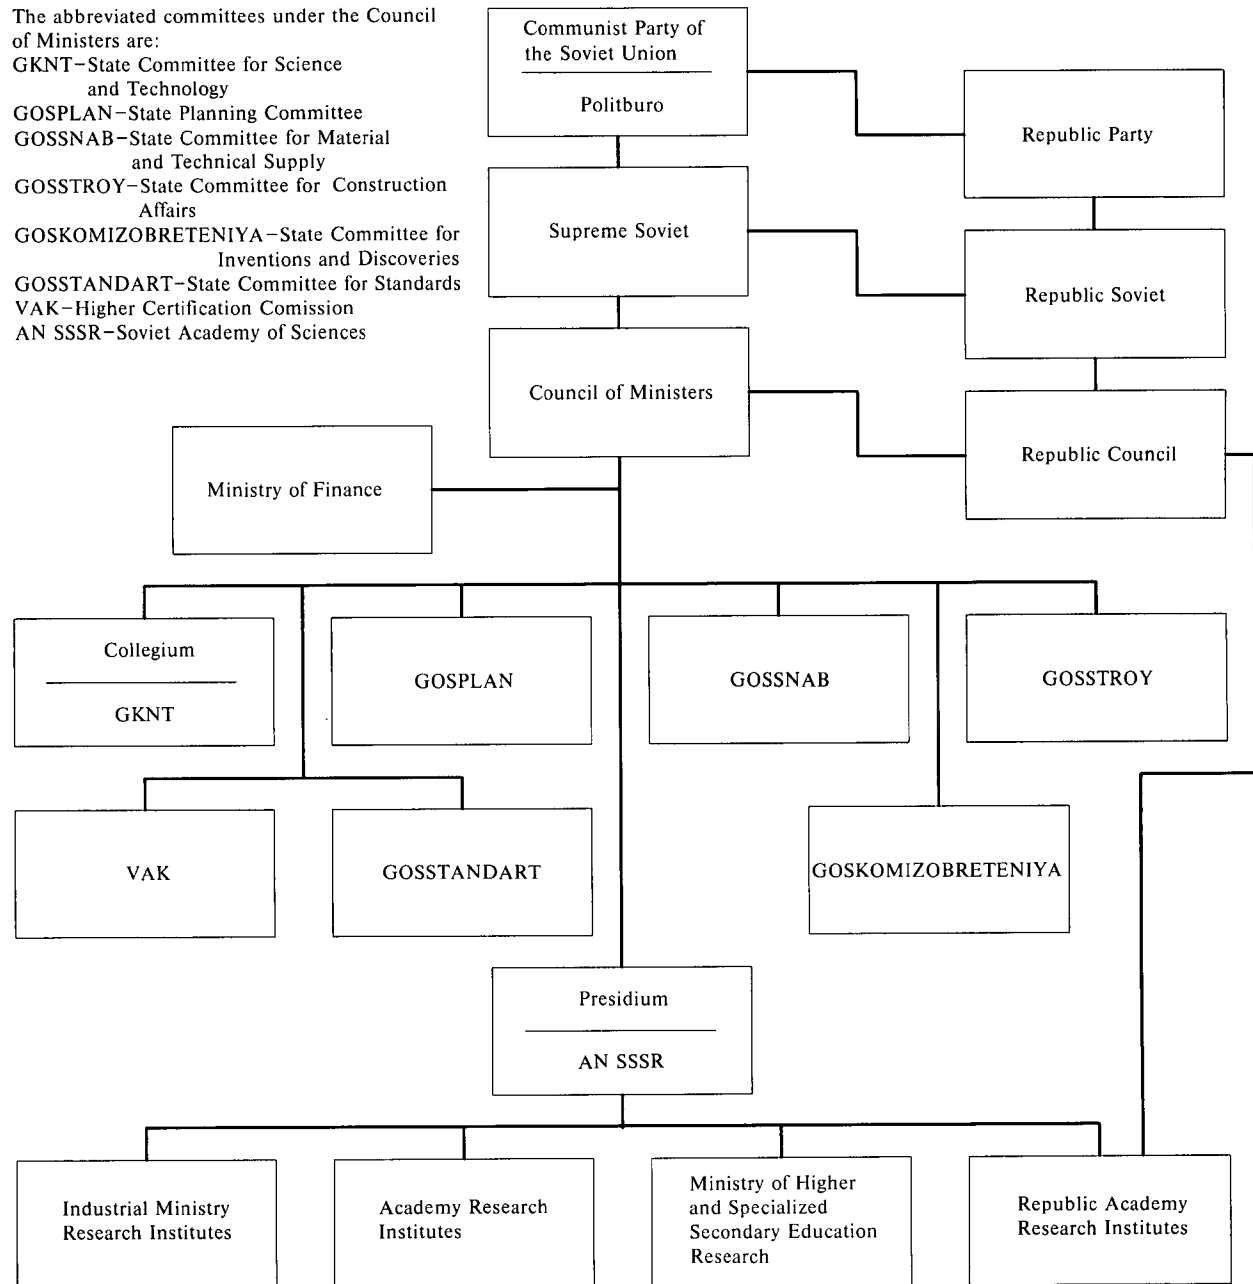 The abbreviated committees under the Council
of Ministers are:
GKNT–State Committee for Science
and Technology
GOSPLAN–State Planning Committee
GOSSNAB–State Committee for Material
and Technical Supply
GOSSTROY–State Committee for Construction
Affairs
GOSKOMIZOBRETENIYA–State Committee for
Inventions and Discoveries
GOSSTANDART–State Committee for Standards
VAK–Higher Certification Comission
AN SSSR–Soviet Academy of Sciences
Communist Party of
the Soviet Union
Politburo
Republic Party
Supreme Soviet
Republic Soviet
Council of Ministers
Republic Council
Ministry of Finance
Collegium
GKNT
GOSPLAN
GOSSNAB
GOSSTROY
VAK
GOSSTANDART
GOSKOMIZOBRETENIYA
Presidium
AN SSSR
Industrial Ministry
Research Institutes
Academy Research
Institutes
Ministry of Higher
and Specialized
Secondary Education
Research
Republic Academy
Research Institutes